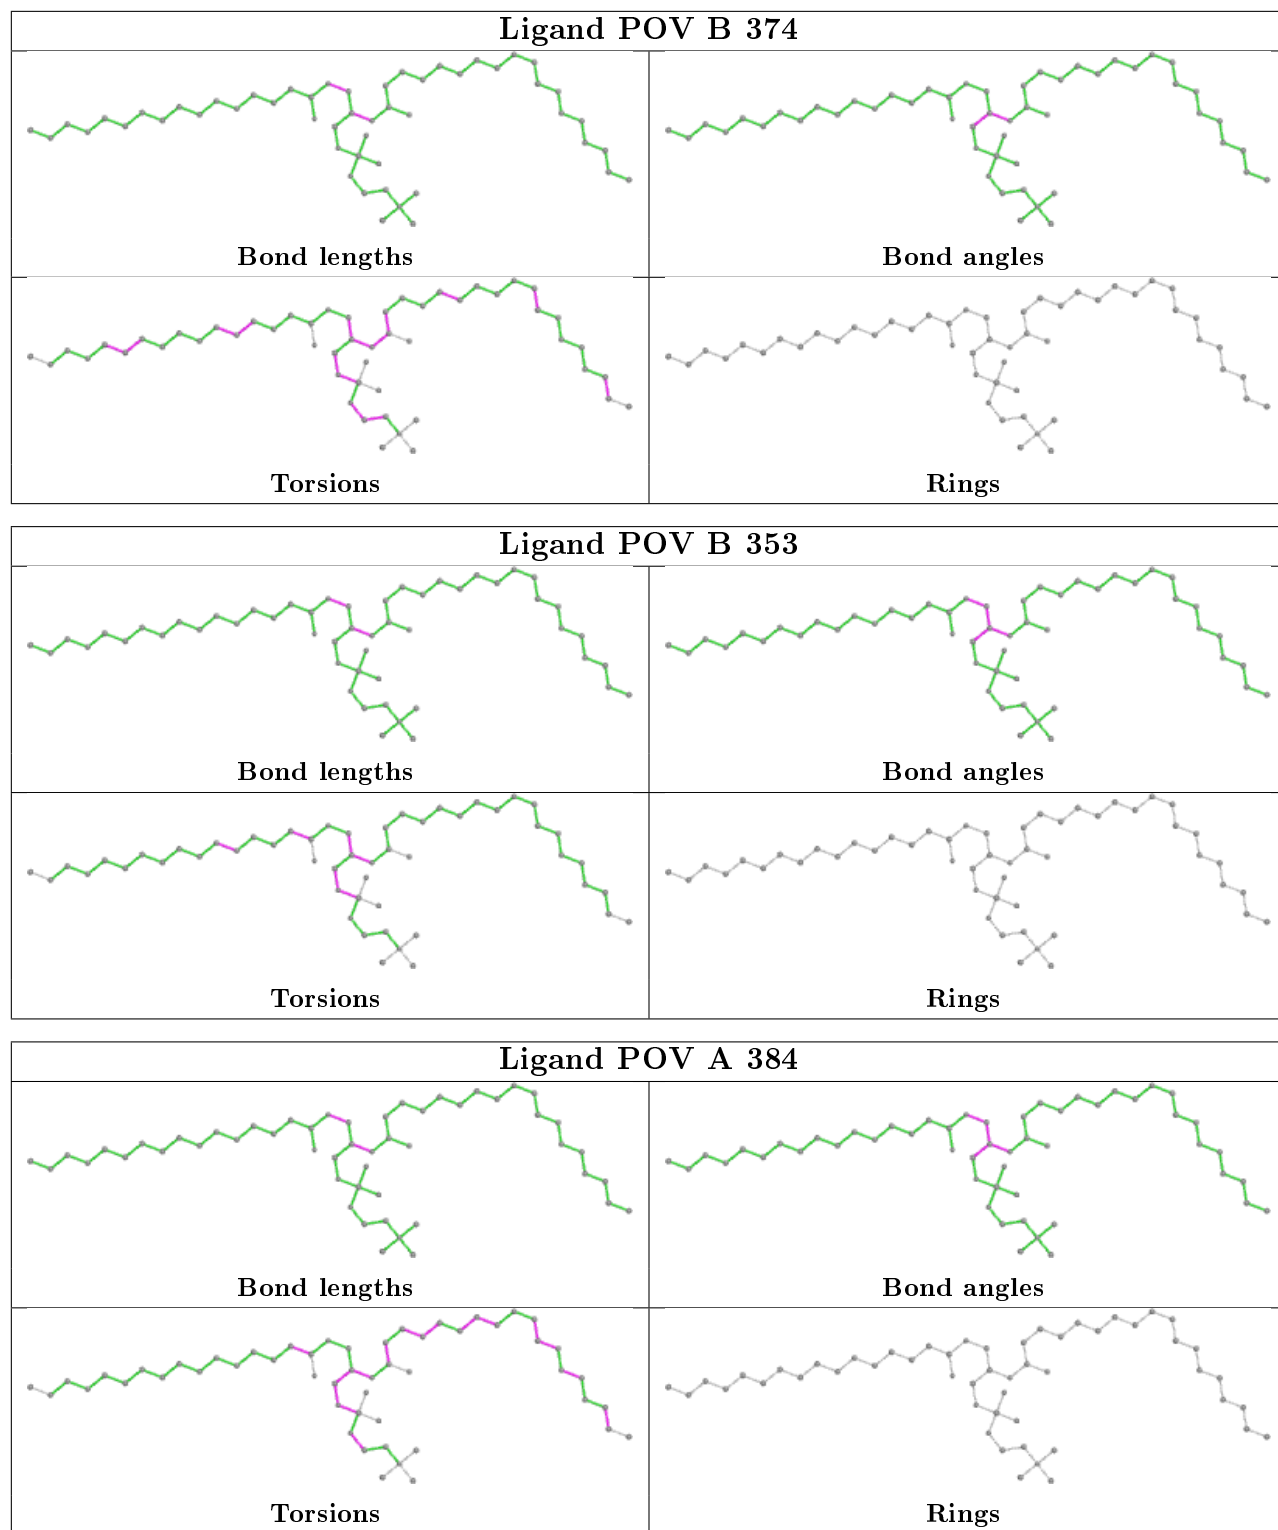 Ligand POV B 374
Bond lengths
Bond angles
Torsions
Rings
Ligand POV B 353
Bond lengths
Bond angles
Torsions
Rings
Ligand POV A 384
Bond lengths
Bond angles
Torsions
Rings